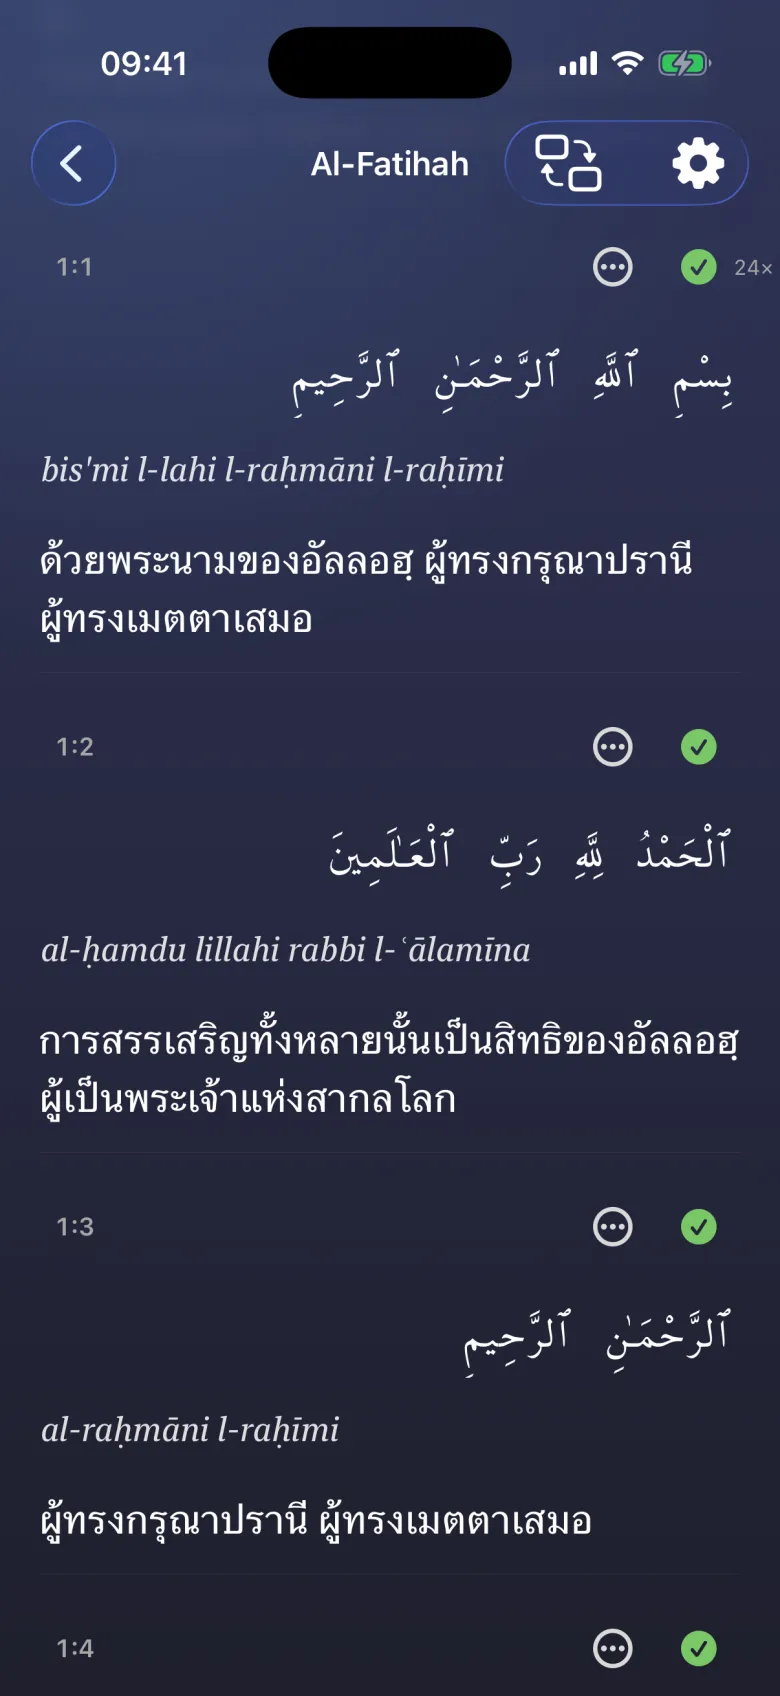 09:41
Al-Fatihah
1:1
24×
بِسْمِ ٱللَّهِ ٱلرَّحْمَـٰنِ ٱلرَّحِيمِ
bis'mi l-lahi l-raḥmāni l-raḥīmi
ด้วยพระนามของอัลลอฮฺ ผู้ทรงกรุณาปรานี
ผู้ทรงเมตตาเสมอ
1:2
ٱلْحَمْدُ لِلَّهِ رَبِّ ٱلْعَـٰلَمِينَ
al-ḥamdu lillahi rabbi l-ʿālamīna
การสรรเสริญทั้งหลายนั้นเป็นสิทธิของอัลลอฮฺ
ผู้เป็นพระเจ้าแห่งสากลโลก
1:3
ٱلرَّحْمَـٰنِ ٱلرَّحِيمِ
al-raḥmāni l-raḥīmi
ผู้ทรงกรุณาปรานี ผู้ทรงเมตตาเสมอ
1:4